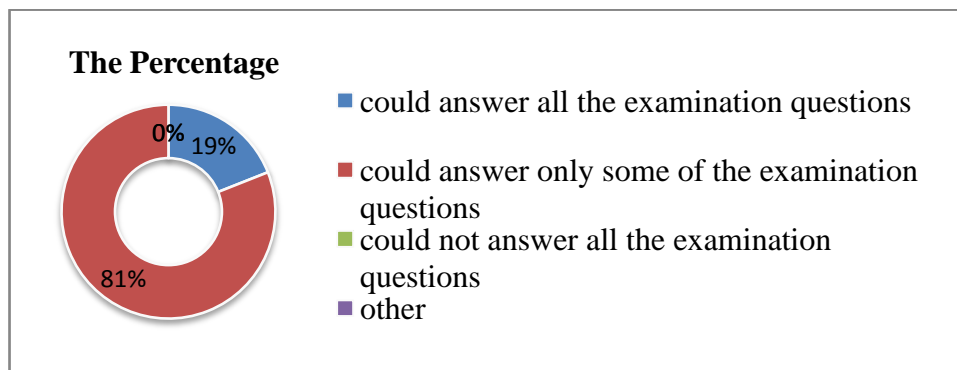 The Percentage
0%
19%
81%
could answer all the examination questions
could answer only some of the examination
questions
could not answer all the examination
questions
other